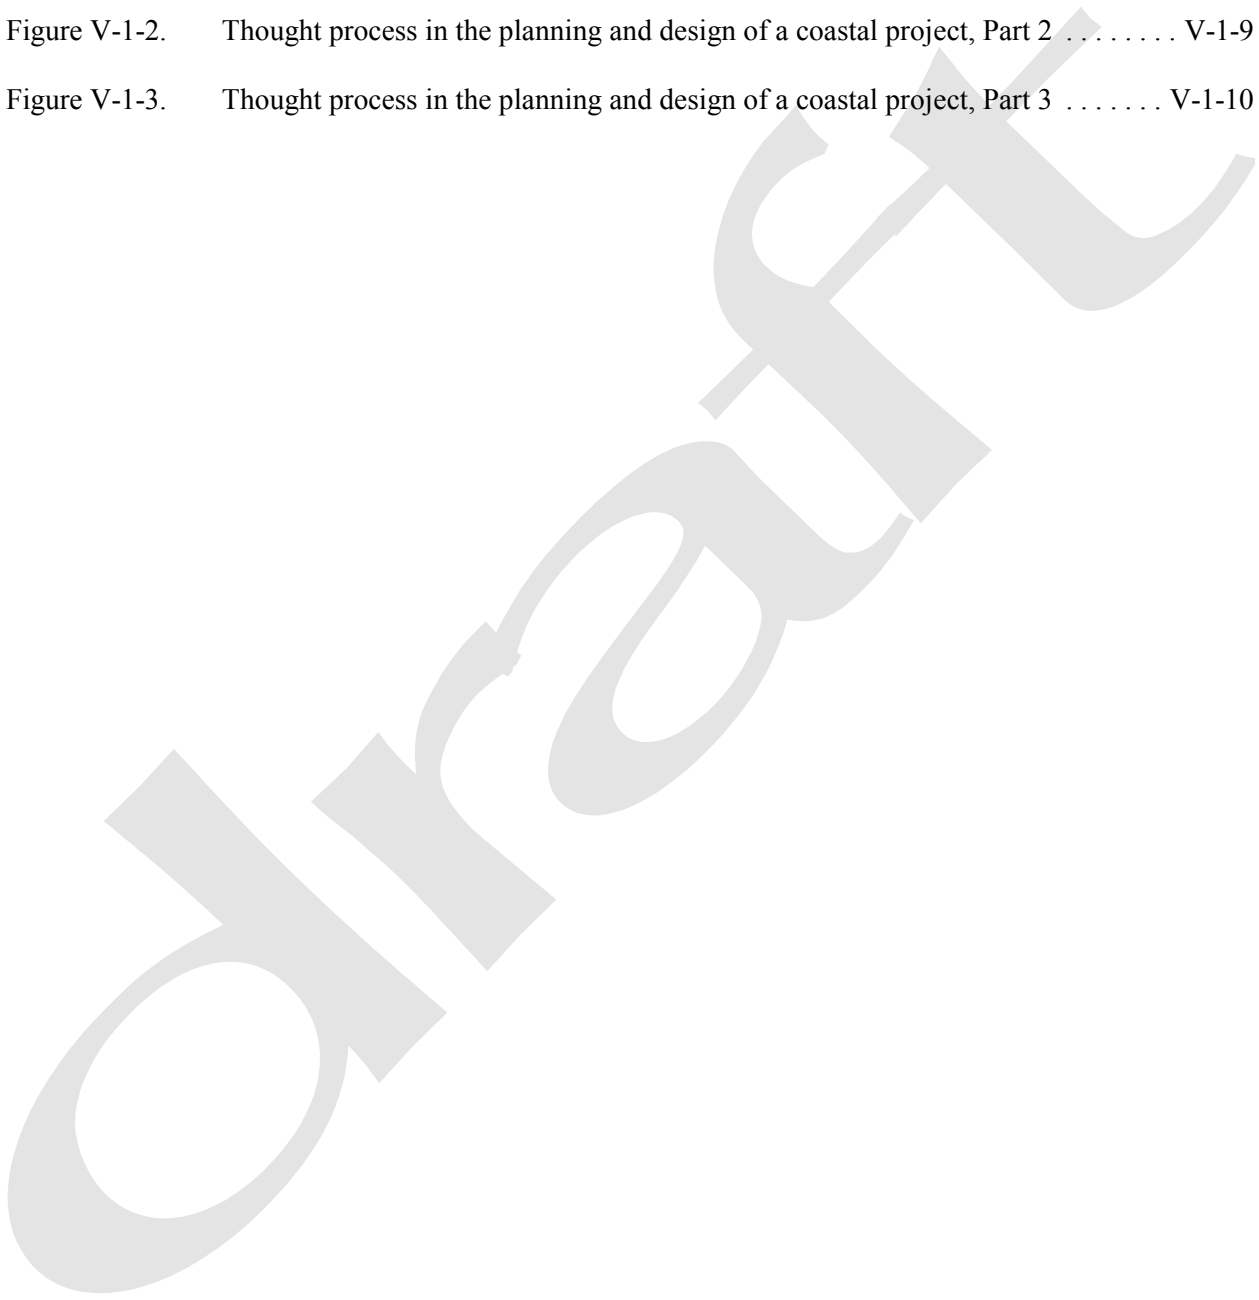 Figure V-1-2. Thought process in the planning and design of a coastal project, Part 2 . . . . . . . . V-1-9
Figure V-1-3. Thought process in the planning and design of a coastal project, Part 3 . . . . . . . V-1-10
draft